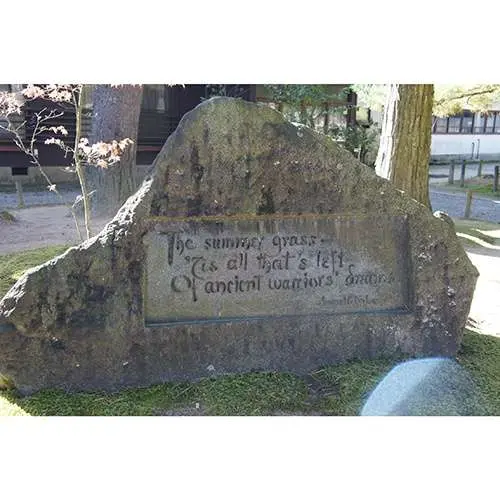 The summer grass
'Tis all that's left
Of ancient warriors' dreams.